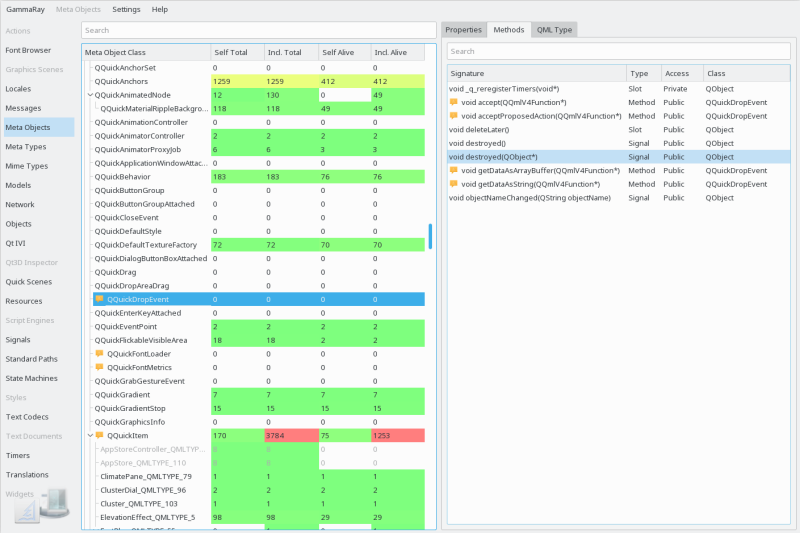 GammaRay Meta Objects Settings Help
Actions
Font Browser
Graphics Scenes
Locales
Messages
Meta Objects
Meta Types
Mime Types
Models
Network
Objects
Qt IVI
Qt3D Inspector
Quick Scenes
Resources
Script Engines
Signals
Standard Paths
State Machines
Styles
Text Codecs
Text Documents
Timers
Translations
Widgets
Search
Meta Object Class Self Total Incl. Total Self Alive Incl. Alive
QQuickAnchorSet 0 0 0 0
QQuickAnchors 1259 1259 412 412
QQuickAnimatedNode 12 130 0 49
QQuickMaterialRippleBackgro... 118 118 49 49
QQuickAnimationController 0 0 0 0
QQuickAnimatorController 2 2 2 2
QQuickAnimatorProxyJob 6 6 3 3
QQuickApplicationWindowAttac... 0 0 0 0
QQuickBehavior 183 183 76 76
QQuickButtonGroup 0 0 0 0
QQuickButtonGroupAttached 0 0 0 0
QQuickCloseEvent 0 0 0 0
QQuickDefaultStyle 0 0 0 0
QQuickDefaultTextureFactory 72 72 70 70
QQuickDialogButtonBoxAttached 0 0 0 0
QQuickDrag 0 0 0 0
QQuickDropAreaDrag 0 0 0 0
QQuickDropEvent 0 0 0 0
QQuickEnterKeyAttached 0 0 0 0
QQuickEventPoint 2 2 2 2
QQuickFlickableVisibleArea 18 18 2 2
QQuickFontLoader 0 0 0 0
QQuickFontMetrics 0 0 0 0
QQuickGrabGestureEvent 0 0 0 0
QQuickGradient 7 7 7 7
QQuickGradientStop 15 15 15 15
QQuickGraphicsInfo 0 0 0 0
QQuickItem 170 3784 75 1253
AppStoreController_QMLTYP... 0 0 0 0
AppStore_QMLTYPE_110 0 0 0 0
ClimatePane_QMLTYPE_79 1 1 1 1
ClusterDial_QMLTYPE_96 2 2 2 2
Cluster_QMLTYPE_103 1 1 1 1
ElevationEffect_QMLTYPE_5 98 98 29 29
Properties Methods QML Type
Search
Signature Type Access Class
void _q_reregisterTimers(void*) Slot Private QObject
void accept(QQmlV4Function*) Method Public QQuickDropEvent
void acceptProposedAction(QQmlV4Function*) Method Public QQuickDropEvent
void deleteLater() Slot Public QObject
void destroyed() Signal Public QObject
void destroyed(QObject*) Signal Public QObject
void getDataAsArrayBuffer(QQmlV4Function*) Method Public QQuickDropEvent
void getDataAsString(QQmlV4Function*) Method Public QQuickDropEvent
void objectNameChanged(QString objectName) Signal Public QObject